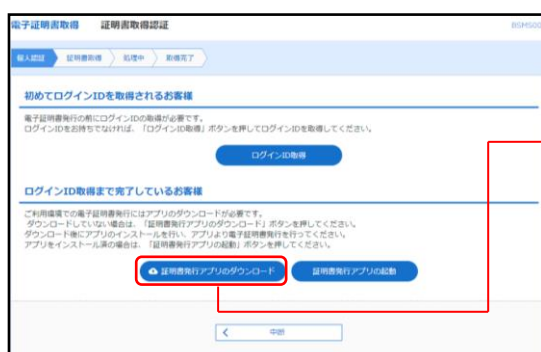 電子証明書取得 証明書取得認証
BSMS00
個人認証 証明書取得 処理中 取得完了
初めてログインIDを取得されるお客様
電子証明書発行の前にログインIDの取得が必要です。
ログインIDをお持ちでなければ、「ログインID取得」ボタンを押してログインIDを取得してください。
ログインID取得
ログインID取得まで完了しているお客様
ご利用環境での電子証明書発行にはアプリのダウンロードが必要です。
ダウンロードしていない場合は、「証明書発行アプリのダウンロード」ボタンを押してください。
ダウンロード後にアプリのインストールを行い、アプリより電子証明書発行を行ってください。
アプリをインストール済の場合は、「証明書発行アプリの起動」ボタンを押してください。
証明書発行アプリのダウンロード 証明書発行アプリの起動
中断